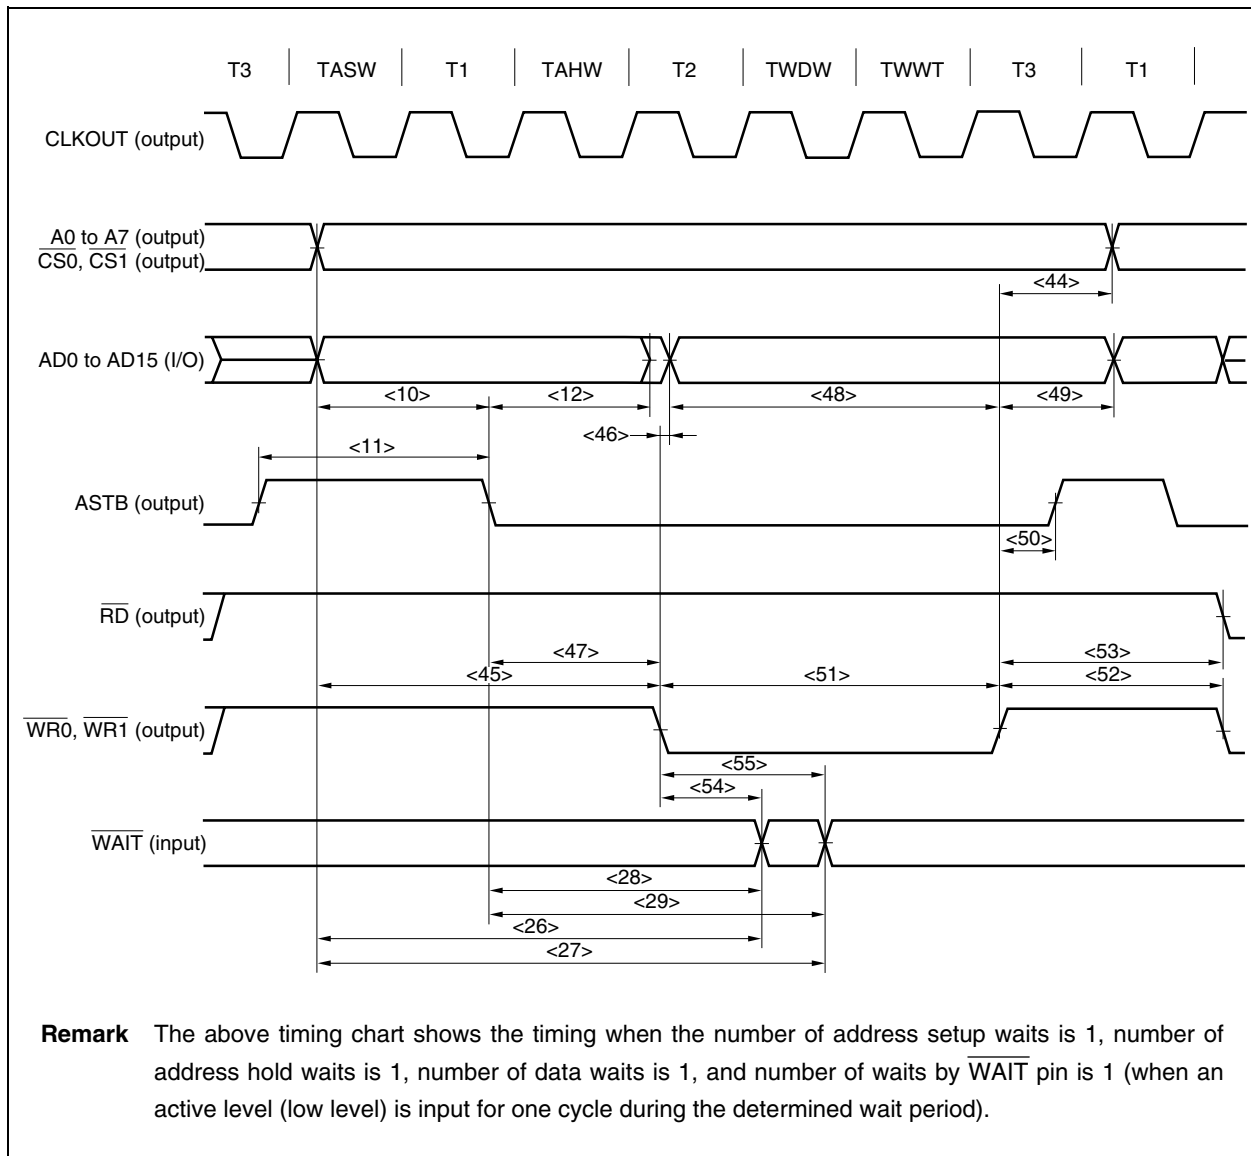 T3 TASW T1 TAHW T2 TWDW TWWT T3 T1
CLKOUT (output)
A0 to A7 (output)
CS0, CS1 (output)
<44>
AD0 to AD15 (I/O)
<10> <12> <48> <49>
<46>
<11>
ASTB (output)
<50>
RD (output)
<47> <53>
<45> <51> <52>
WR0, WR1 (output)
<55>
<54>
WAIT (input)
<28>
<29>
<26>
<27>
Remark The above timing chart shows the timing when the number of address setup waits is 1, number of
address hold waits is 1, number of data waits is 1, and number of waits by WAIT pin is 1 (when an
active level (low level) is input for one cycle during the determined wait period).